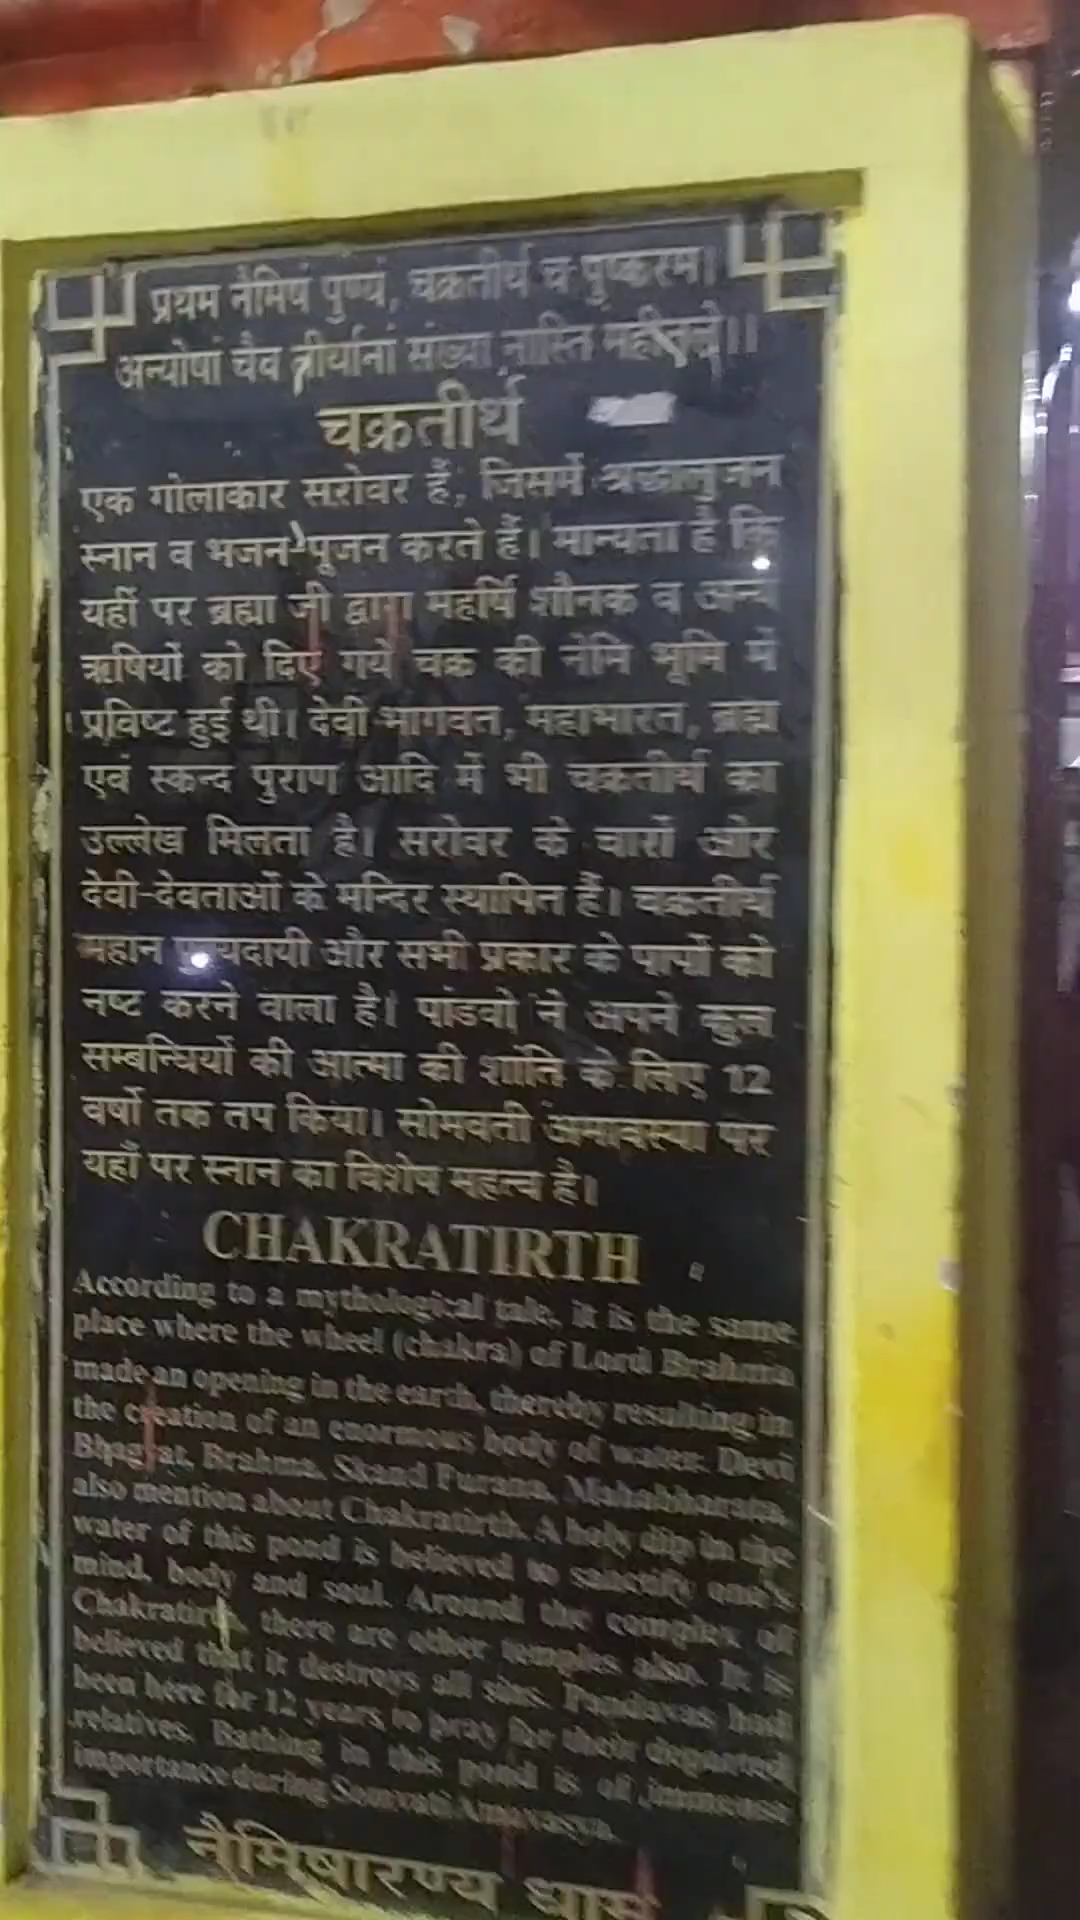 प्रथम नैमिषं पुण्यं, चक्रतीर्थ च पुष्करम।
अन्योषां चैव तीर्थानां संख्या नास्ति महीतले।।
चक्रतीर्थ
एक गोलाकार सरोवर हैं, जिसमें श्रद्धालुजन
स्नान व भजन-पूजन करते हैं। मान्यता है कि
यहीं पर ब्रह्मा जी द्वारा महर्षि शौनक व अन्य
ऋषियों को दिए गये चक्र की नेमि भूमि में
प्रविष्ट हुई थी। देवी भागवत, महाभारत, ब्रह्म
एवं स्कन्द पुराण आदि में भी चक्रतीर्थ का
उल्लेख मिलता है। सरोवर के चारों ओर
देवी-देवताओं के मन्दिर स्थापित हैं। चक्रतीर्थ
महान पुण्यदायी और सभी प्रकार के पापों को
नष्ट करने वाला है। पांडवों ने अपने कुल
सम्बन्धियों की आत्मा की शांति के लिए 12
वर्षो तक तप किया। सोमवती अमावस्या पर
यहाँ पर स्नान का विशेष महत्व है।
CHAKRATIRTH
According to a mythological tale, it is the same
place where the wheel (chakra) of Lord Brahma
made an opening in the earth, thereby resulting in
the creation of an enormous body of water. Devi
Bhagvat, Brahma, Skand Purana, Mahabharata,
also mention about Chakratirth. A holy dip in the
water of this pond is believed to sanctify one's
mind, body and soul. Around the complex of
Chakratirth, there are other temples also. It is
believed that it destroys all sins. Pandavas had
been here for 12 years to pray for their departed
relatives. Bathing in this pond is of immense
importance during Somvati Amavasya.
नैमिषारण्य धाम